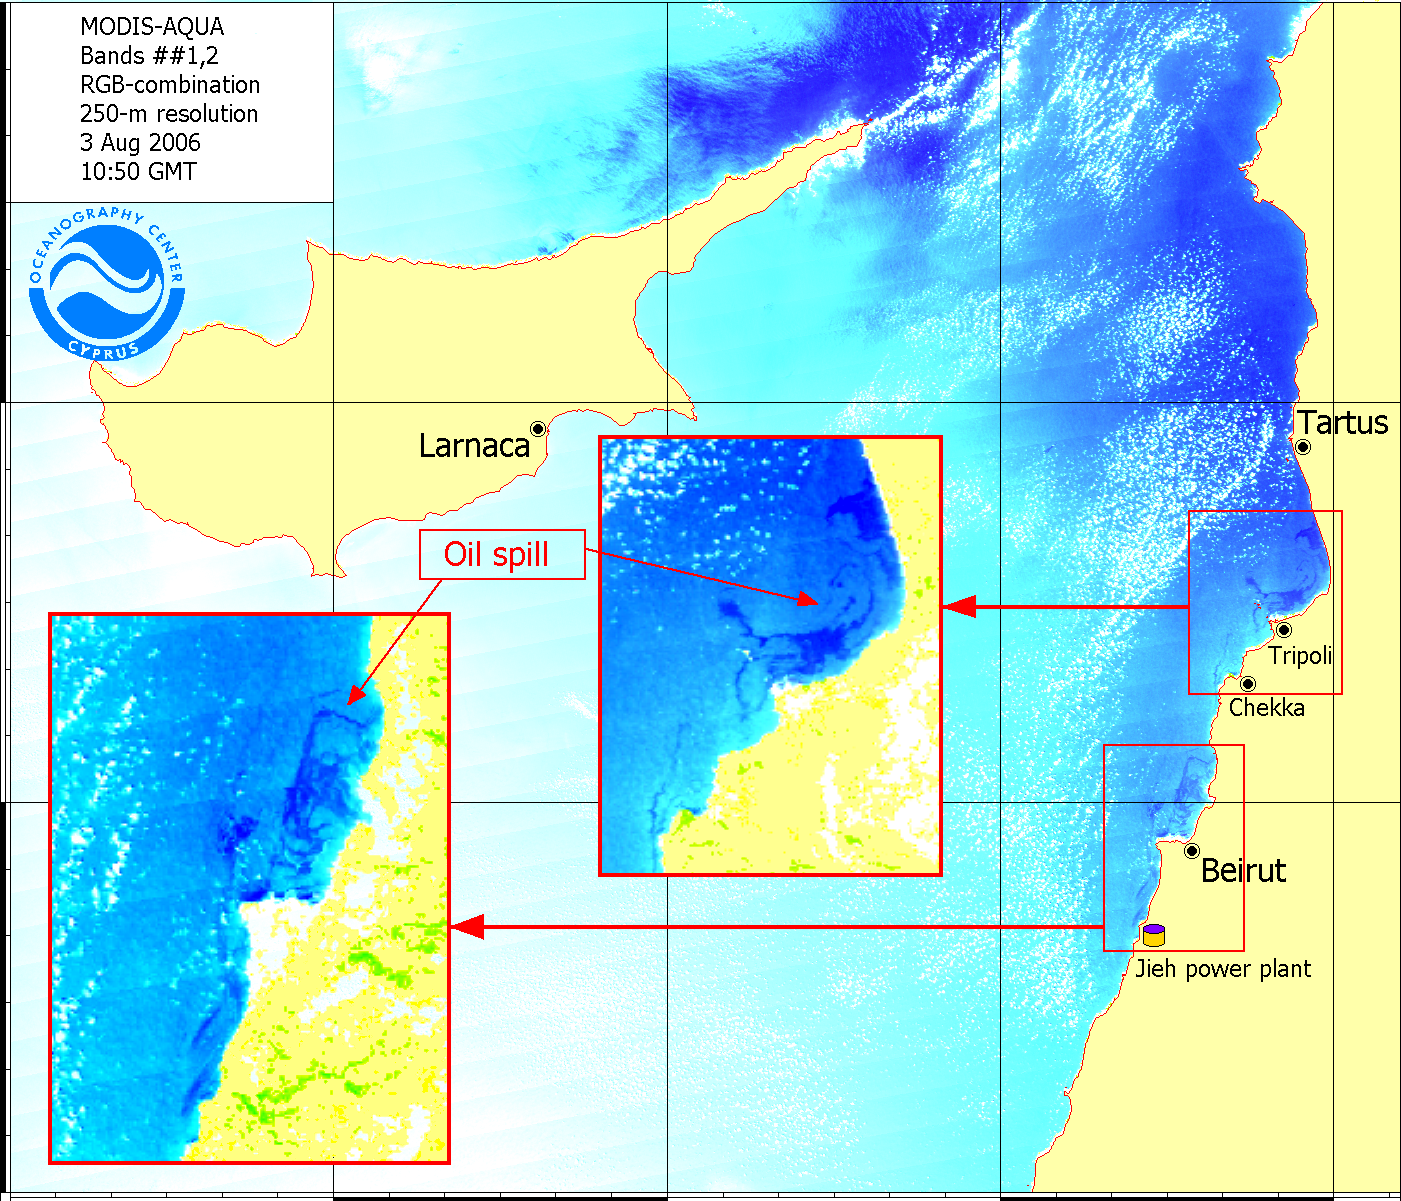 MODIS-AQUA
Bands ##1,2
RGB-combination
250-m resolution
3 Aug 2006
10:50 GMT
OCEANOGRAPHY CENTER
CYPRUS
Tartus
Larnaca
Oil spill
Tripoli
Chekka
Beirut
Jieh power plant